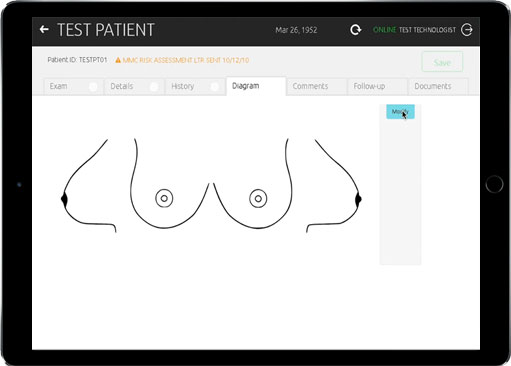 TEST PATIENT
Mar 26, 1952
ONLINE TEST TECHNOLOGIST
Patient ID: TESTPT01
MMC RISK ASSESSMENT LTR SENT 10/12/10
Save
Exam
Details
History
Diagram
Comments
Follow-up
Documents